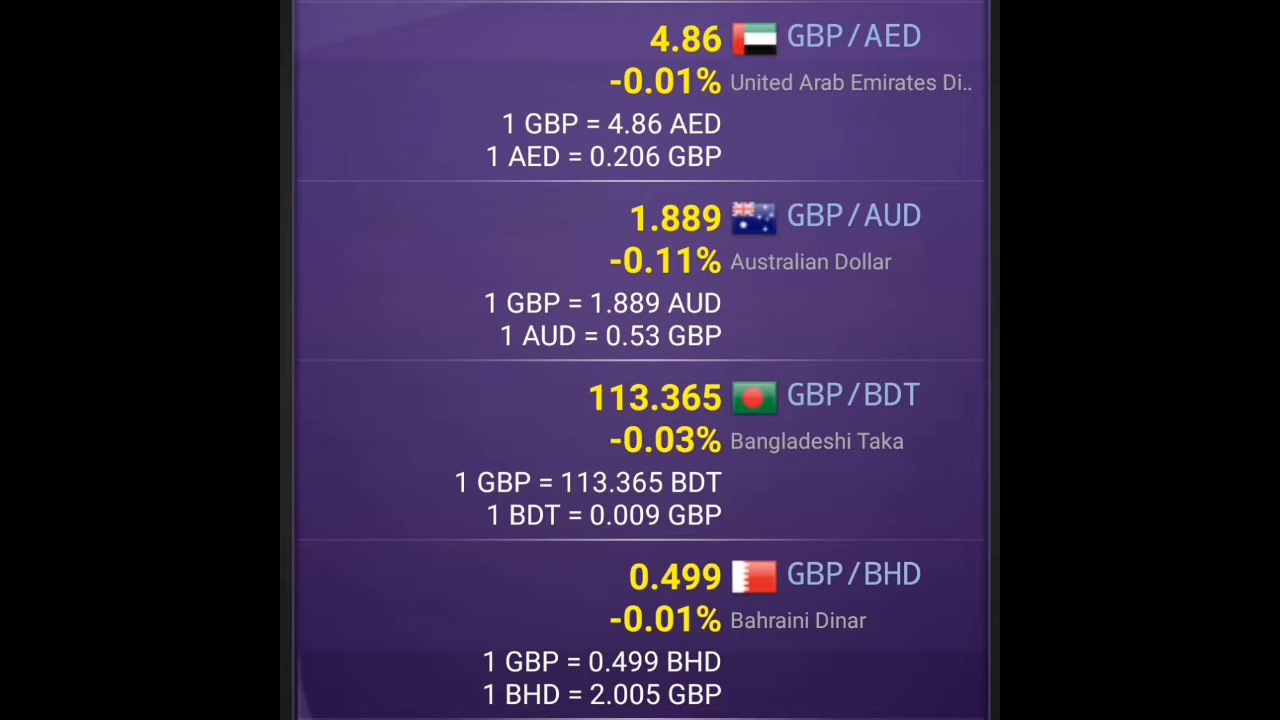 4.86 GBP/AED
-0.01% United Arab Emirates Di..
1 GBP = 4.86 AED
1 AED = 0.206 GBP
1.889 GBP/AUD
-0.11% Australian Dollar
1 GBP = 1.889 AUD
1 AUD = 0.53 GBP
113.365 GBP/BDT
-0.03% Bangladeshi Taka
1 GBP = 113.365 BDT
1 BDT = 0.009 GBP
0.499 GBP/BHD
-0.01% Bahraini Dinar
1 GBP = 0.499 BHD
1 BHD = 2.005 GBP